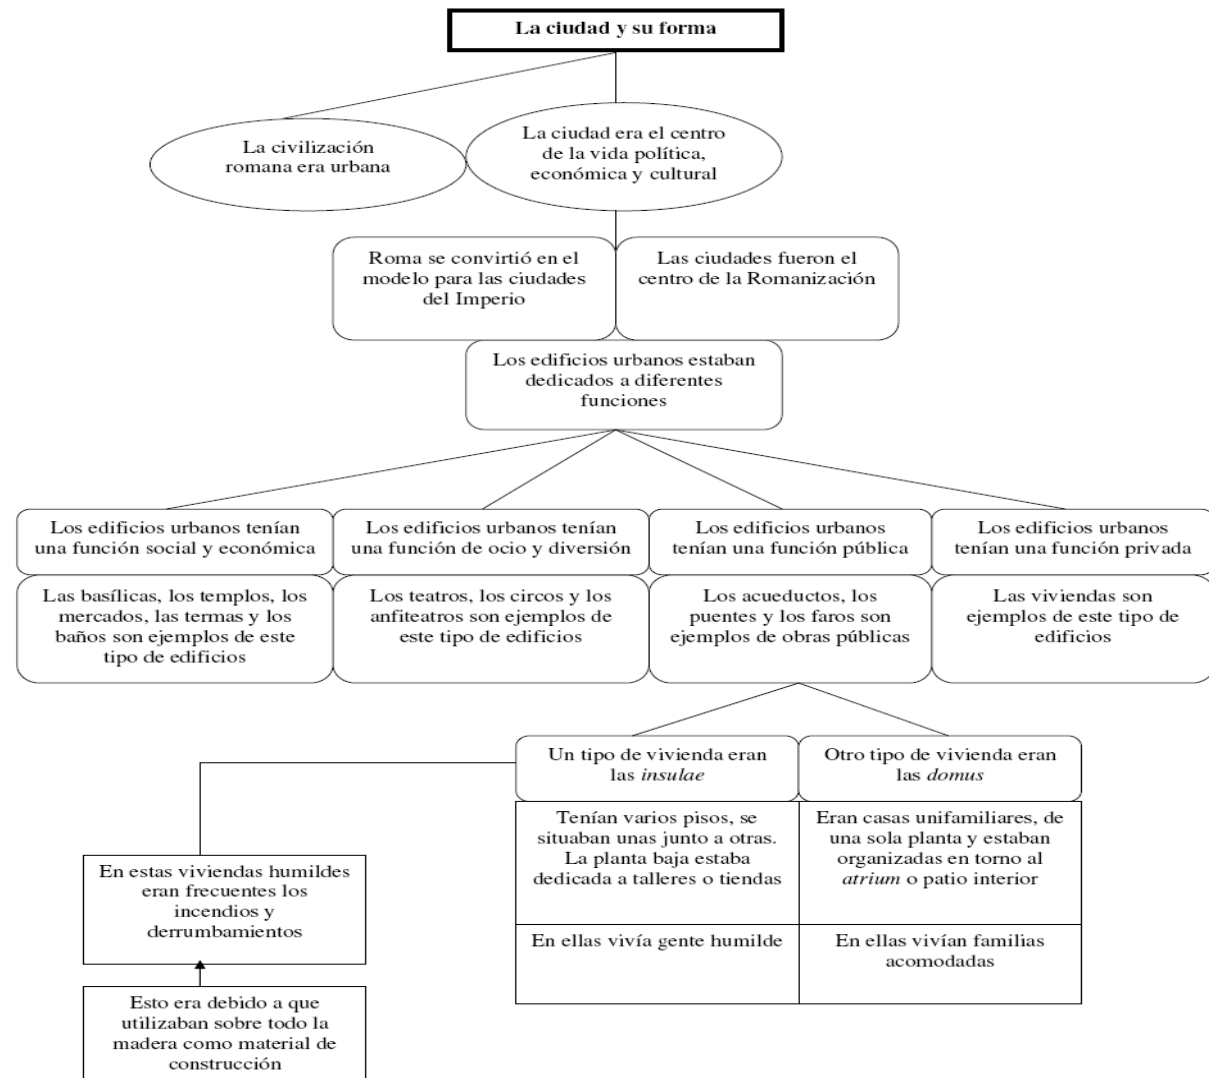 La ciudad y su forma
La civilización
romana era urbana
La ciudad era el centro
de la vida política,
económica y cultural
Roma se convirtió en el
modelo para las ciudades
del Imperio
Las ciudades fueron el
centro de la Romanización
Los edificios urbanos estaban
dedicados a diferentes
funciones
Los edificios urbanos tenían
una función social y económica
Los edificios urbanos tenían
una función de ocio y diversión
Los edificios urbanos
tenían una función pública
Los edificios urbanos
tenían una función privada
Las basílicas, los templos, los
mercados, las termas y los
baños son ejemplos de este
tipo de edificios
Los teatros, los circos y los
anfiteatros son ejemplos de
este tipo de edificios
Los acueductos, los
puentes y los faros son
ejemplos de obras públicas
Las viviendas son
ejemplos de este tipo de
edificios
Un tipo de vivienda eran
las insulae
Otro tipo de vivienda eran
las domus
Tenían varios pisos, se
situaban unas junto a otras.
La planta baja estaba
dedicada a talleres o tiendas
Eran casas unifamiliares, de
una sola planta y estaban
organizadas en torno al
atrium o patio interior
En ellas vivía gente humilde
En ellas vivían familias
acomodadas
En estas viviendas humildes
eran frecuentes los
incendios y
derrumbamientos
Esto era debido a que
utilizaban sobre todo la
madera como material de
construcción